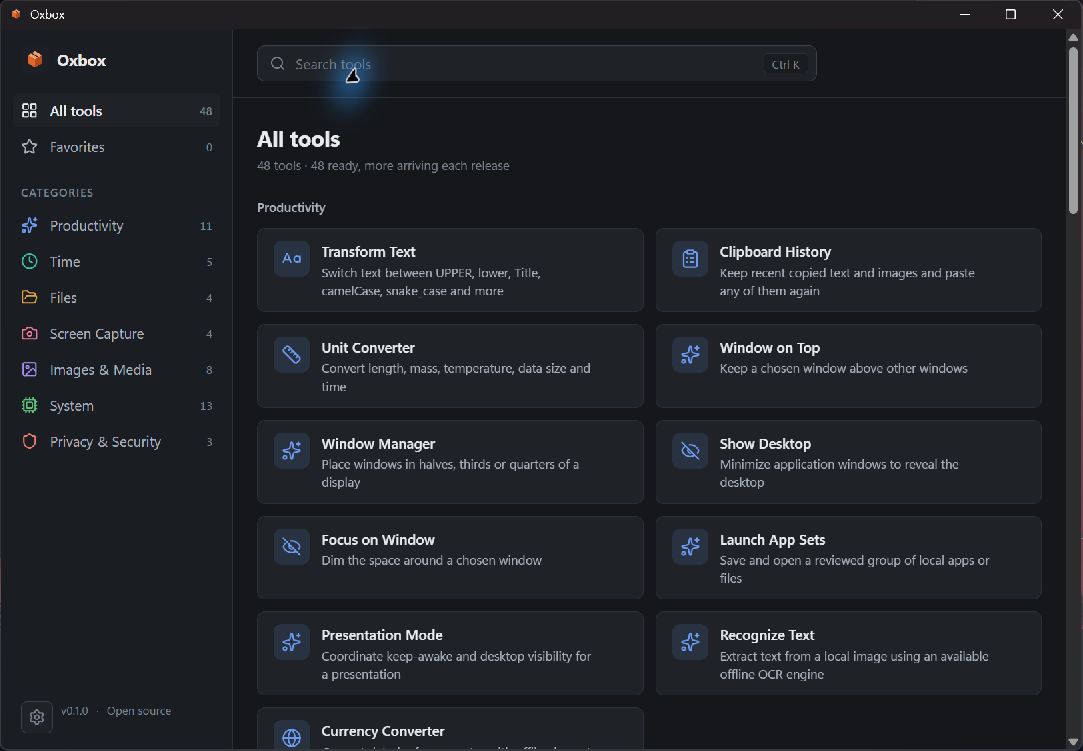 Oxbox
Oxbox
All tools 48
Favorites 0
CATEGORIES
Productivity 11
Time 5
Files 4
Screen Capture 4
Images & Media 8
System 13
Privacy & Security 3
v0.1.0 · Open source
Search tools Ctrl K
All tools
48 tools · 48 ready, more arriving each release
Productivity
Aa
Transform Text
Switch text between UPPER, lower, Title,
camelCase, snake_case and more
Clipboard History
Keep recent copied text and images and paste
any of them again
Unit Converter
Convert length, mass, temperature, data size and
time
Window on Top
Keep a chosen window above other windows
Window Manager
Place windows in halves, thirds or quarters of a
display
Show Desktop
Minimize application windows to reveal the
desktop
Focus on Window
Dim the space around a chosen window
Launch App Sets
Save and open a reviewed group of local apps or
files
Presentation Mode
Coordinate keep-awake and desktop visibility for
a presentation
Recognize Text
Extract text from a local image using an available
offline OCR engine
Currency Converter